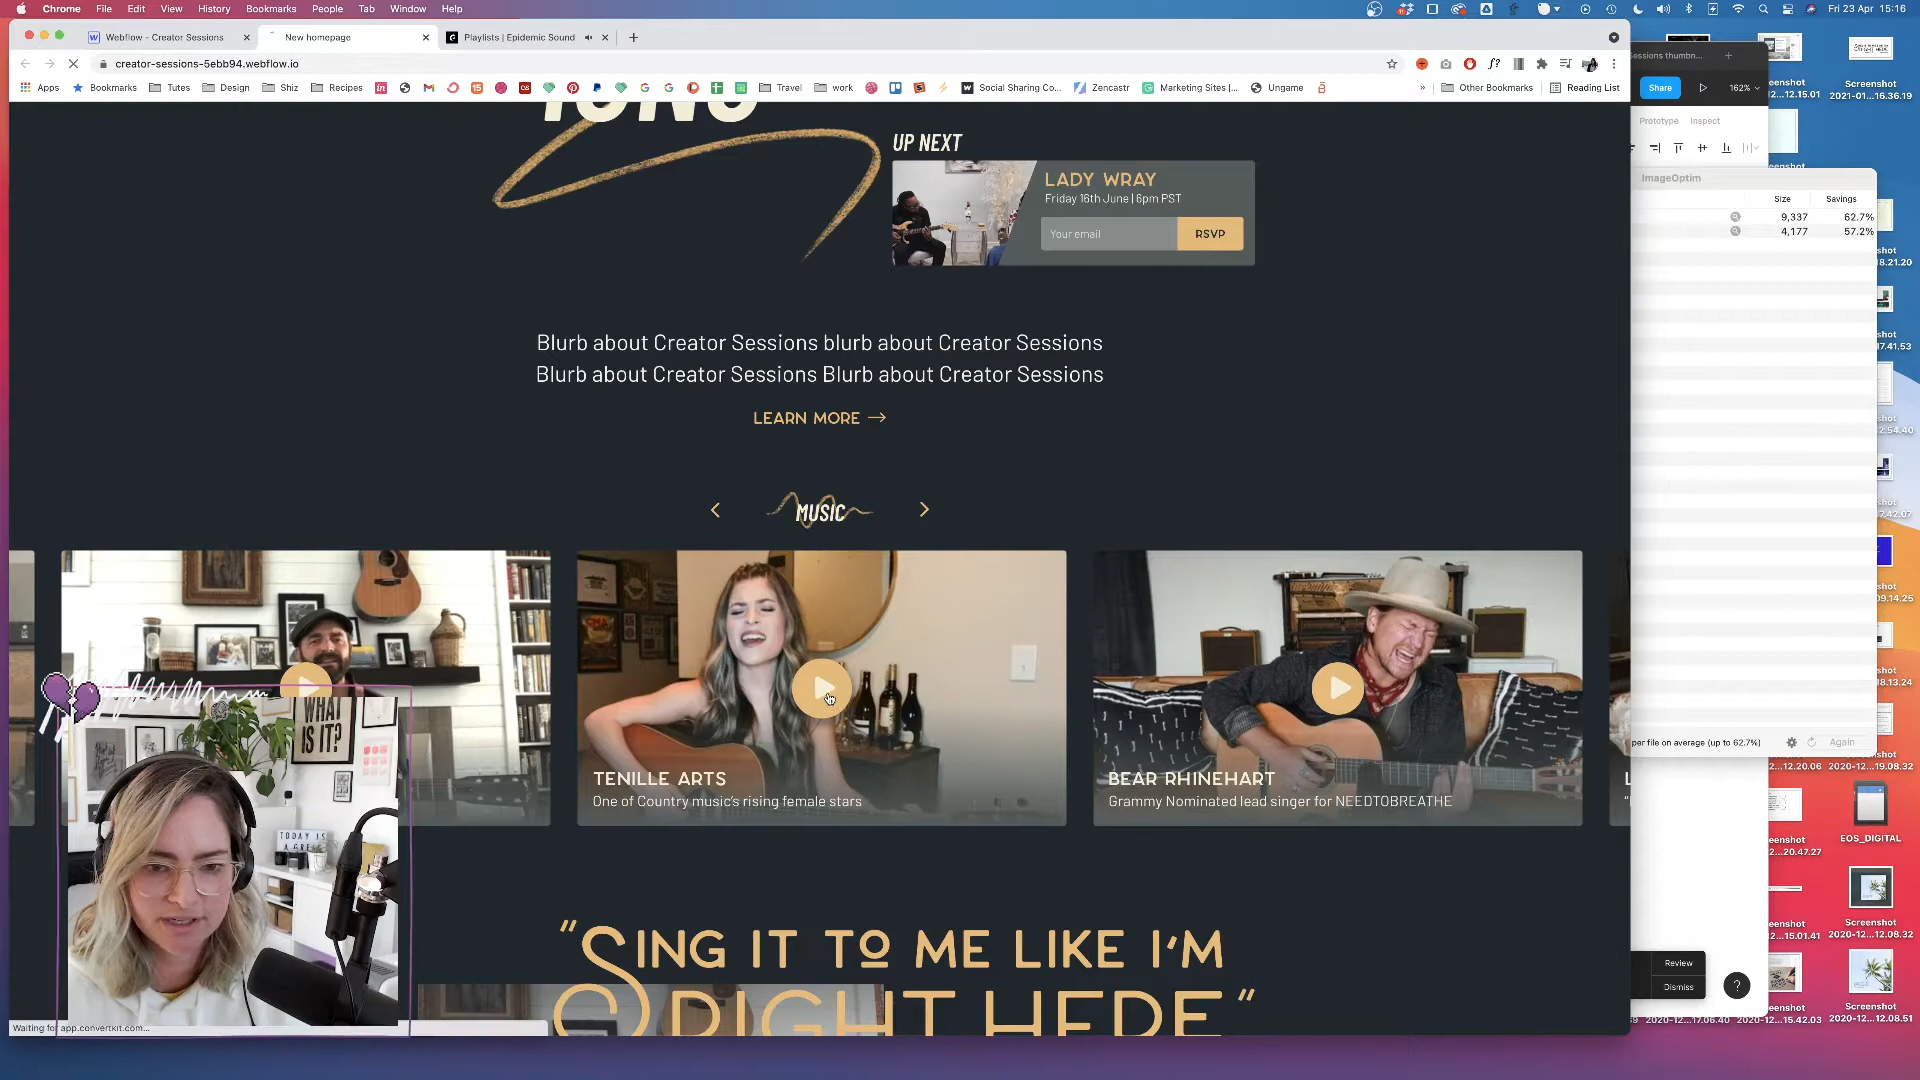 Chrome File Edit View History Bookmarks People Tab Window Help
Fri 23 Apr 15:16
Webflow - Creator Sessions
New homepage
Playlists | Epidemic Sound
creator-sessions-5ebb94.webflow.io
Apps Bookmarks Tutes Design Shiz Recipes Travel work Social Sharing Co... Zencastr Marketing Sites |... Ungame » Other Bookmarks Reading List
UP NEXT
LADY WRAY
Friday 16th June | 6pm PST
Your email
RSVP
Blurb about Creator Sessions blurb about Creator Sessions
Blurb about Creator Sessions Blurb about Creator Sessions
LEARN MORE →
MUSIC
TENILLE ARTS
One of Country music's rising female stars
BEAR RHINEHART
Grammy Nominated lead singer for NEEDTOBREATHE
WHAT
IS IT?
TODAY IS
"SING IT TO ME LIKE I'M
RIGHT HERE"
Waiting for app.convertkit.com...
essions thumbn...
Share
162%
Prototype Inspect
ImageOptim
Size Savings
9,337 62.7%
4,177 57.2%
per file on average (up to 62.7%)
Again
Review
Dismiss
?
Screenshot
2021-01...16.36.19
EOS_DIGITAL
Screenshot
2020-12...12.08.32
Screenshot
2020-12...12.08.51